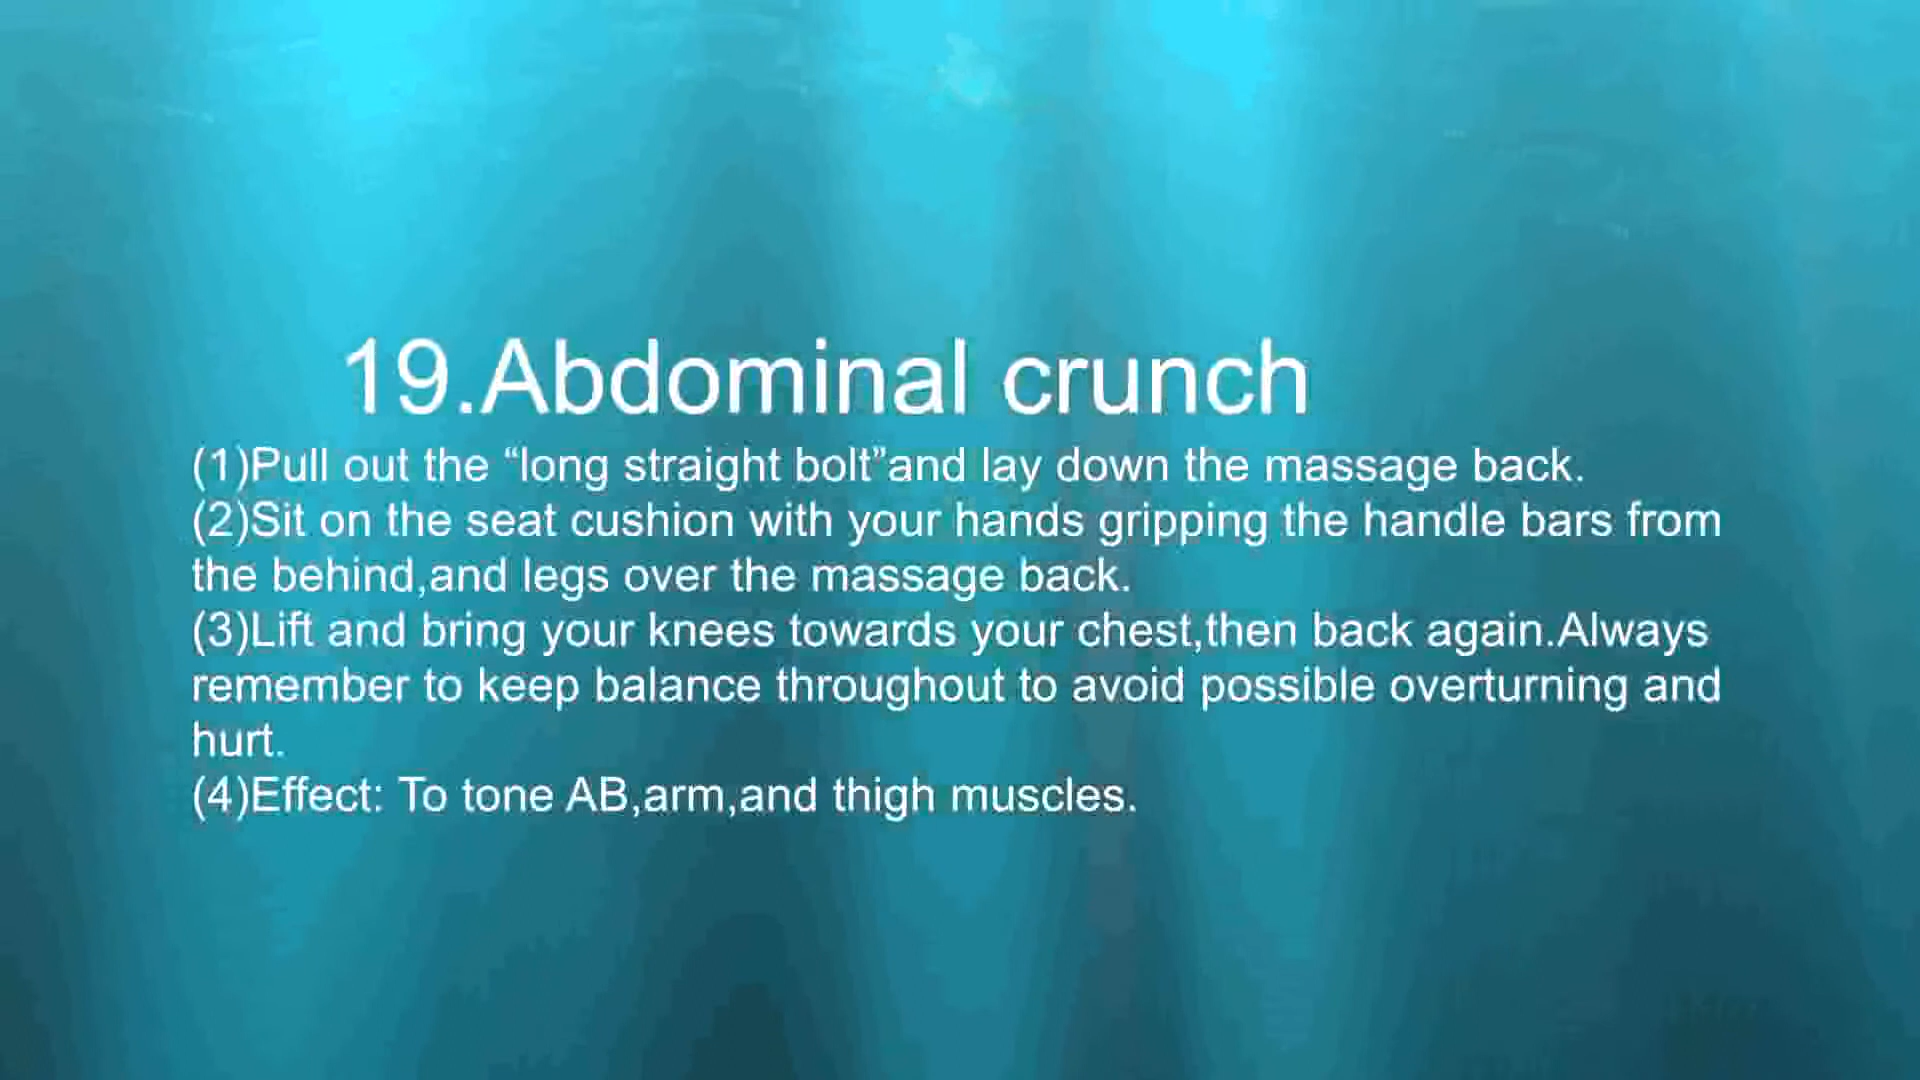 19.Abdominal crunch
(1)Pull out the “long straight bolt”and lay down the massage back.
(2)Sit on the seat cushion with your hands gripping the handle bars from
the behind,and legs over the massage back.
(3)Lift and bring your knees towards your chest,then back again.Always
remember to keep balance throughout to avoid possible overturning and
hurt.
(4)Effect: To tone AB,arm,and thigh muscles.